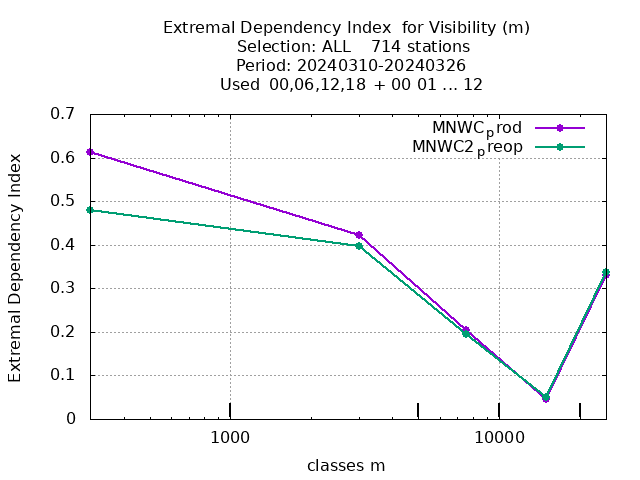 Extremal Dependency Index  for Visibility (m)
Selection: ALL    714 stations
Period: 20240310-20240326
Used  00,06,12,18  + 00 01 ... 12
MNWCprod
MNWC2preop
0.7
0.6
0.5
0.4
0.3
0.2
0.1
0
Extremal Dependency Index
1000
10000
classes m